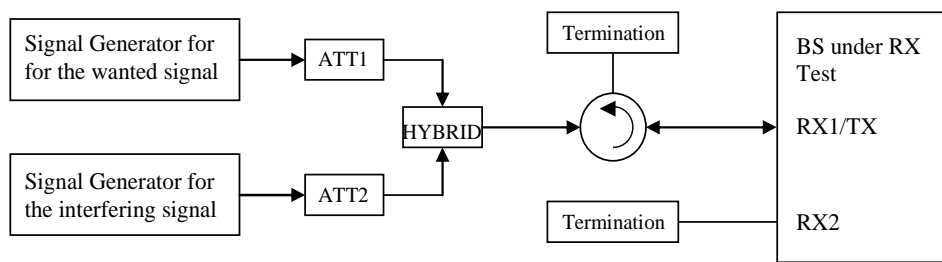 Signal Generator for
for the wanted signal
ATT1
Termination
BS under RX
Test
HYBRID
RX1/TX
Signal Generator for
the interfering signal
ATT2
Termination
RX2